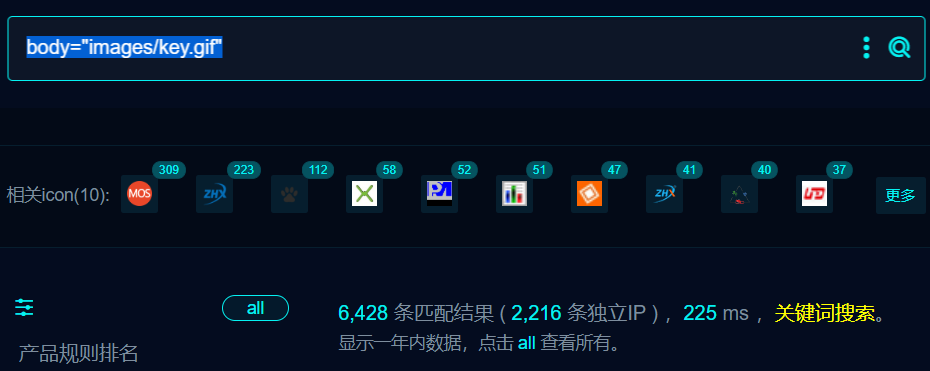 body="images/key.gif"
309 223 112 58 52 51 47 41 40 37
相关icon(10): MOS ZHX ZHX 更多
all
6,428 条匹配结果 ( 2,216 条独立IP ) ，225 ms ，关键词搜索。
显示一年内数据，点击 all 查看所有。
产品规则排名